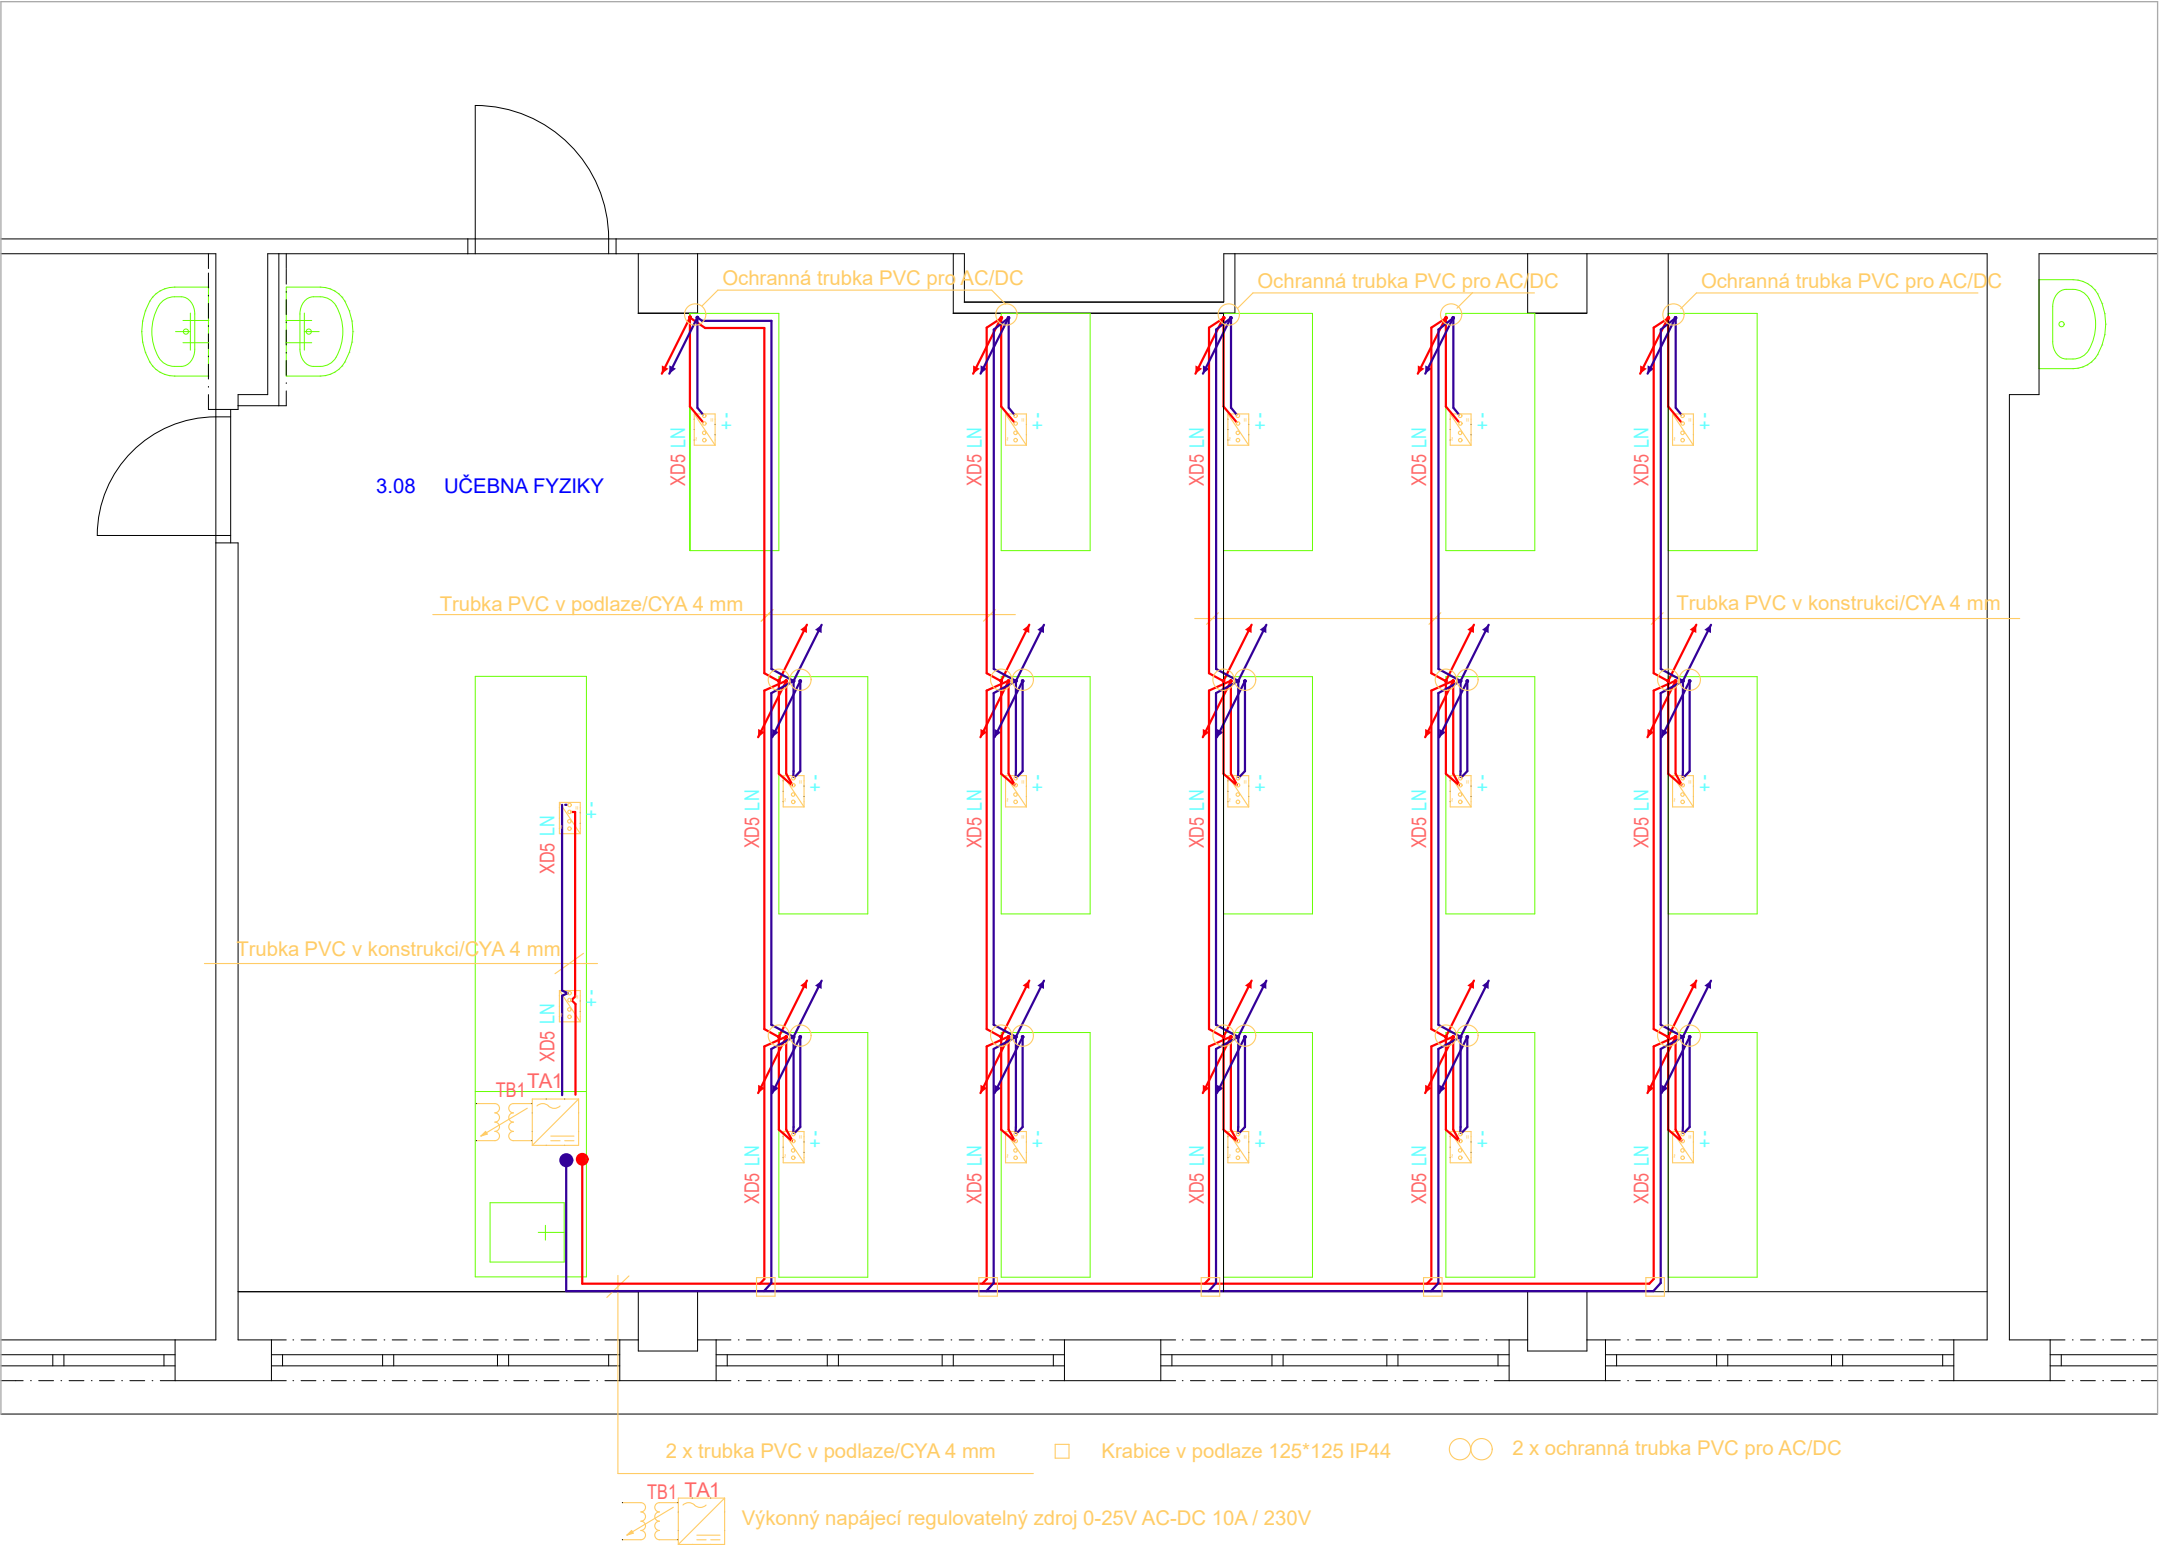 Ochranná trubka PVC pro AC/DC
Ochranná trubka PVC pro AC/DC
Ochranná trubka PVC pro AC/DC
XD5 LN +-
XD5 LN +-
XD5 LN +-
XD5 LN +-
XD5 LN +-
3.08 UČEBNA FYZIKY
Trubka PVC v podlaze/CYA 4 mm
Trubka PVC v konstrukci/CYA 4 mm
XD5 LN +-
XD5 LN +-
XD5 LN +-
XD5 LN +-
XD5 LN +-
XD5 LN +-
Trubka PVC v konstrukci/CYA 4 mm
XD5 LN +-
TB1 TA1
XD5 LN +-
XD5 LN +-
XD5 LN +-
XD5 LN +-
XD5 LN +-
2 x trubka PVC v podlaze/CYA 4 mm
Krabice v podlaze 125*125 IP44
2 x ochranná trubka PVC pro AC/DC
TB1 TA1
Výkonný napájecí regulovatelný zdroj 0-25V AC-DC 10A / 230V